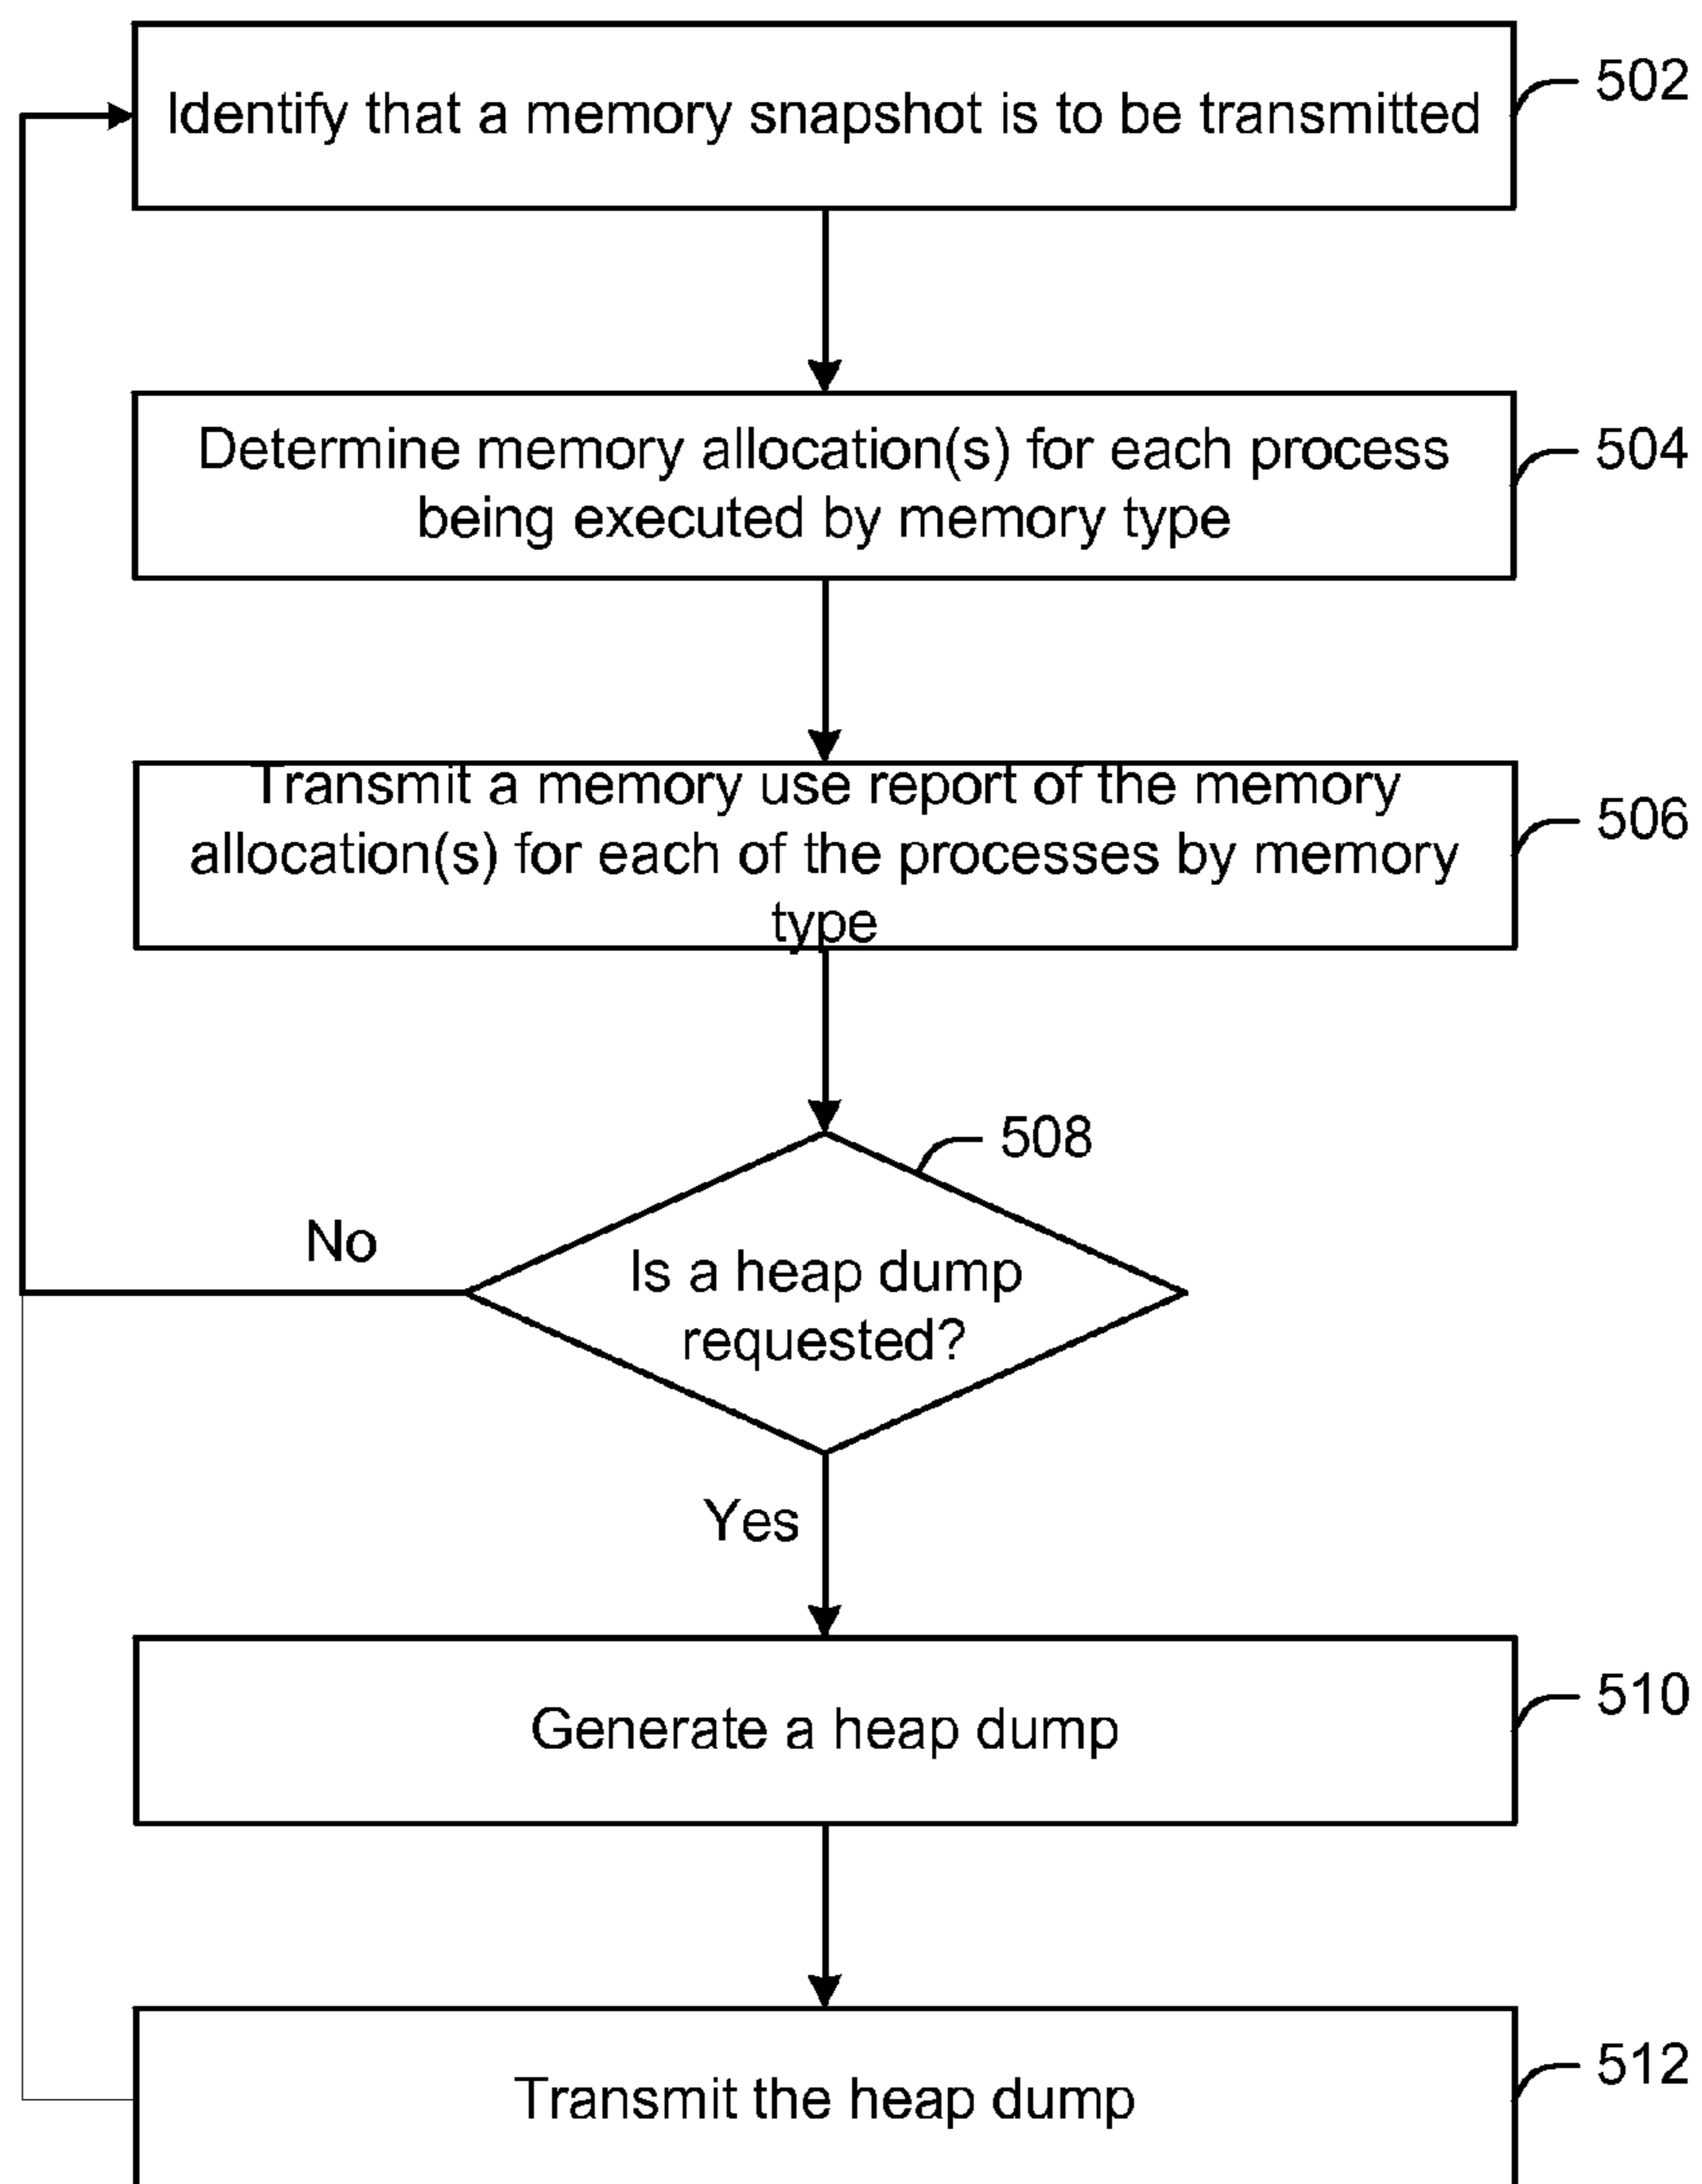 Identify that a memory snapshot is to be transmitted
502
Determine memory allocation(s) for each process
being executed by memory type
504
Transmit a memory use report of the memory
allocation(s) for each of the processes by memory
type
506
508
Is a heap dump
requested?
No
Yes
Generate a heap dump
510
Transmit the heap dump
512